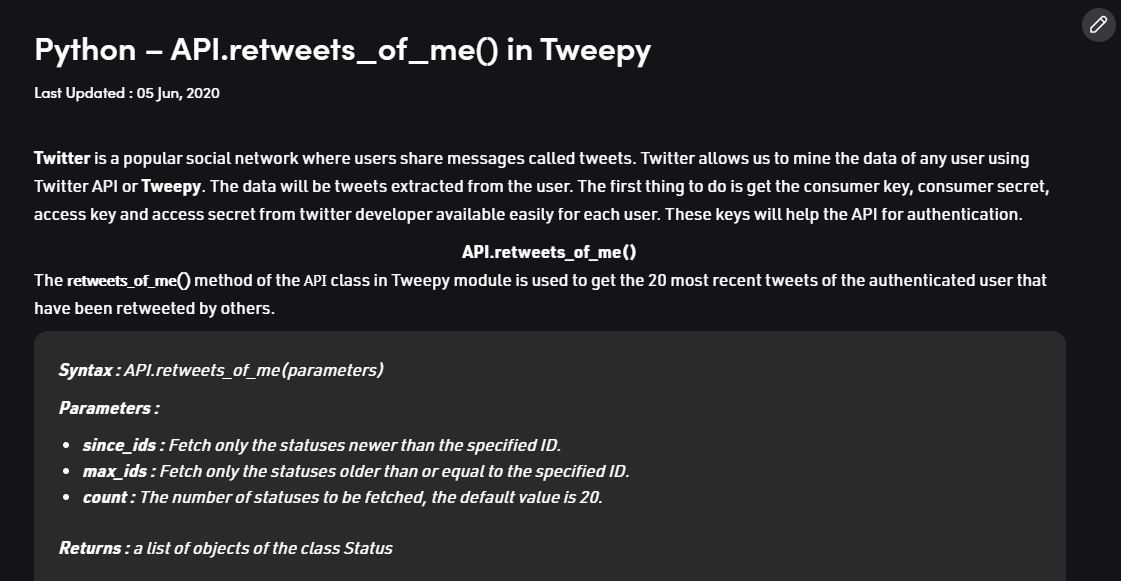 Python – API.retweets_of_me() in Tweepy
Last Updated : 05 Jun, 2020
Twitter is a popular social network where users share messages called tweets. Twitter allows us to mine the data of any user using
Twitter API or Tweepy. The data will be tweets extracted from the user. The first thing to do is get the consumer key, consumer secret,
access key and access secret from twitter developer available easily for each user. These keys will help the API for authentication.
API.retweets_of_me()
The retweets_of_me() method of the API class in Tweepy module is used to get the 20 most recent tweets of the authenticated user that
have been retweeted by others.
Syntax : API.retweets_of_me(parameters)
Parameters :
• since_ids : Fetch only the statuses newer than the specified ID.
• max_ids : Fetch only the statuses older than or equal to the specified ID.
• count : The number of statuses to be fetched, the default value is 20.
Returns : a list of objects of the class Status